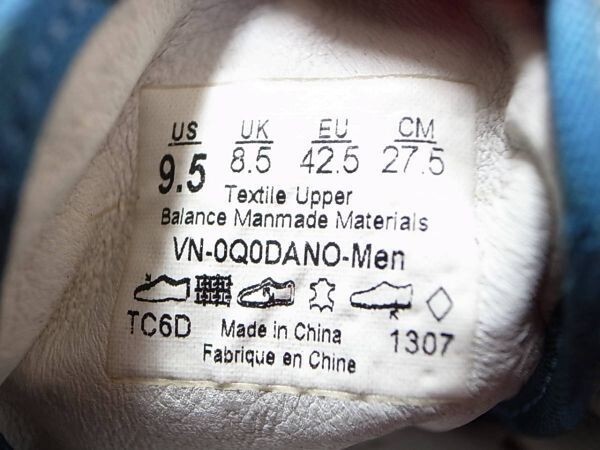 US UK EU CM
9.5 8.5 42.5 27.5
Textile Upper
Balance Manmade Materials
VN-0Q0DANO-Men
TC6D Made in China 1307
Fabrique en Chine